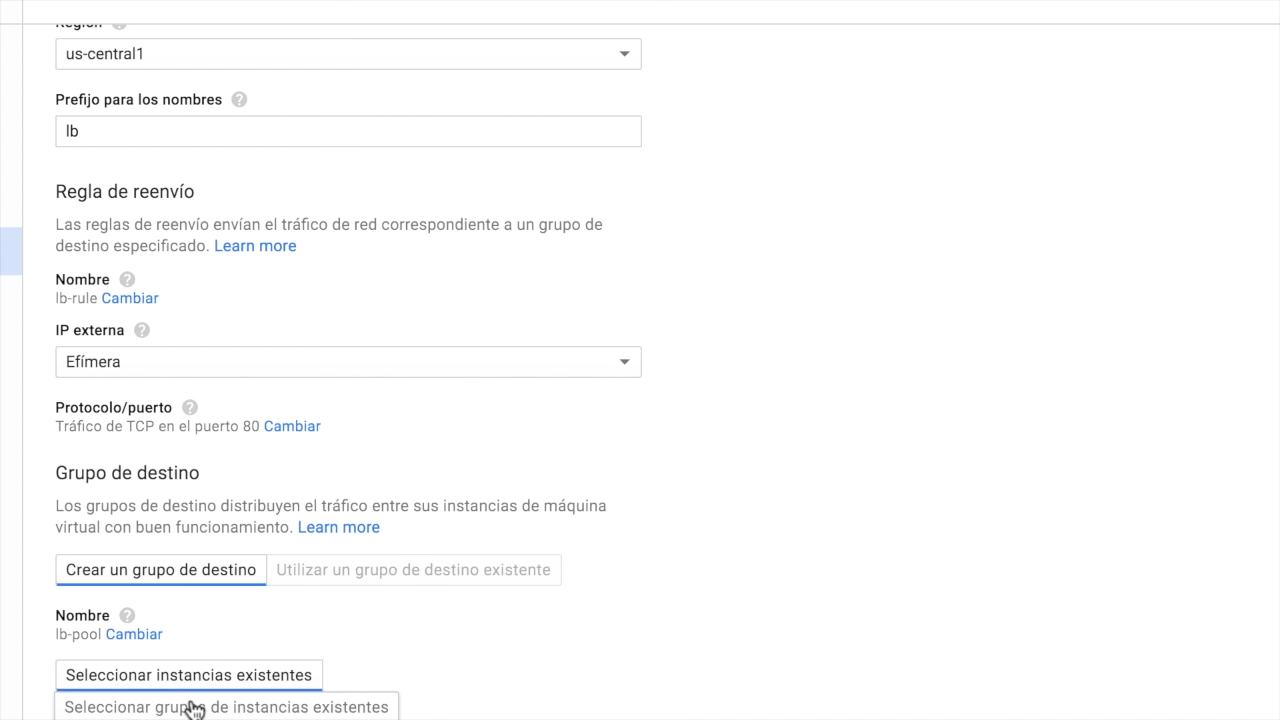 Región
us-central1
Prefijo para los nombres
lb
Regla de reenvío
Las reglas de reenvío envían el tráfico de red correspondiente a un grupo de
destino especificado. Learn more
Nombre
lb-rule Cambiar
IP externa
Efímera
Protocolo/puerto
Tráfico de TCP en el puerto 80 Cambiar
Grupo de destino
Los grupos de destino distribuyen el tráfico entre sus instancias de máquina
virtual con buen funcionamiento. Learn more
Crear un grupo de destino Utilizar un grupo de destino existente
Nombre
lb-pool Cambiar
Seleccionar instancias existentes
Seleccionar grupos de instancias existentes